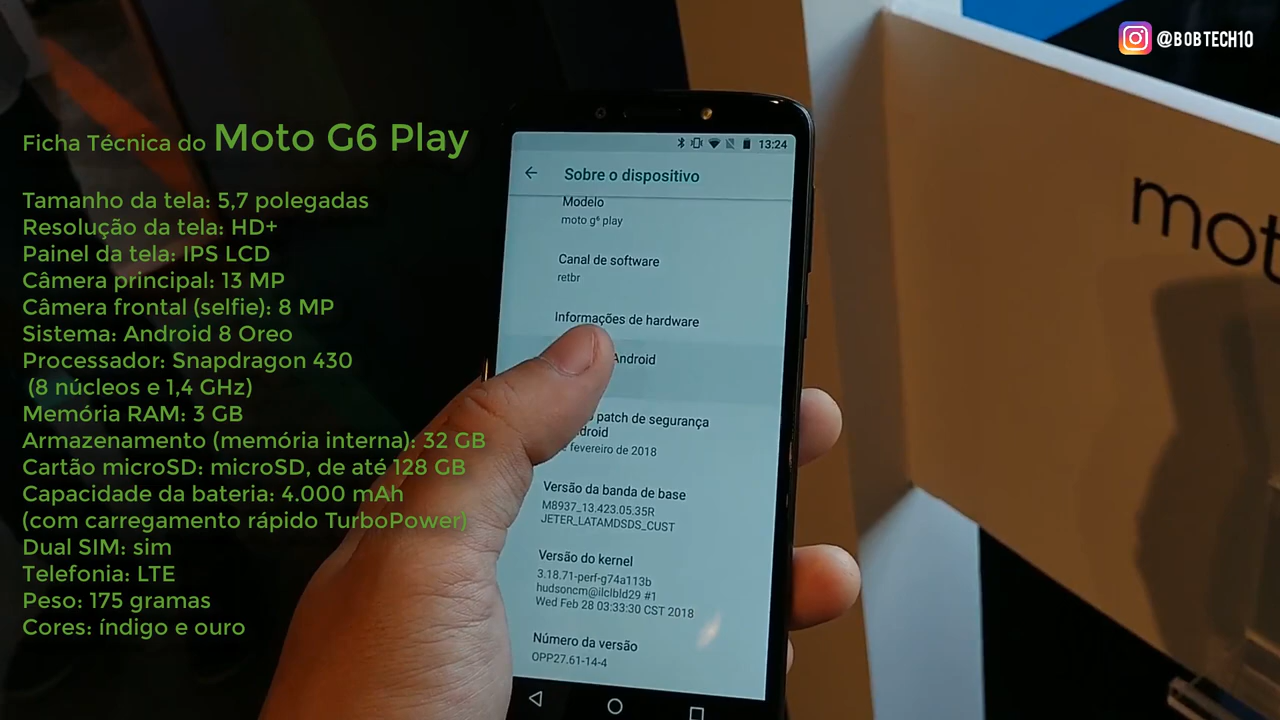 @BOBTECH10
Ficha Técnica do Moto G6 Play
Tamanho da tela: 5,7 polegadas
Resolução da tela: HD+
Painel da tela: IPS LCD
Câmera principal: 13 MP
Câmera frontal (selfie): 8 MP
Sistema: Android 8 Oreo
Processador: Snapdragon 430
(8 núcleos e 1,4 GHz)
Memória RAM: 3 GB
Armazenamento (memória interna): 32 GB
Cartão microSD: microSD, de até 128 GB
Capacidade da bateria: 4.000 mAh
(com carregamento rápido TurboPower)
Dual SIM: sim
Telefonia: LTE
Peso: 175 gramas
Cores: índigo e ouro
13:24
Sobre o dispositivo
Modelo
moto g⁶ play
Canal de software
retbr
Informações de hardware
Android
patch de segurança
fevereiro de 2018
Versão da banda de base
M8937_13.423.05.35R
JETER_LATAMDSDS_CUST
Versão do kernel
3.18.71-perf-g74a113b
hudsoncm@ilclbld29 #1
Wed Feb 28 03:33:30 CST 2018
Número da versão
OPP27.61-14-4
mot